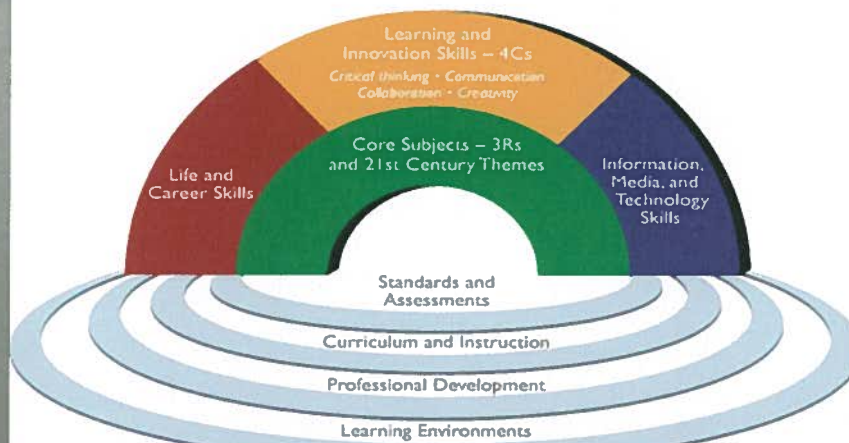 Learning and
Innovation Skills – 4Cs
Critical thinking • Communication
Collaboration • Creativity
Core Subjects – 3Rs
and 21st Century Themes
Life and
Career Skills
Information,
Media, and
Technology
Skills
Standards and
Assessments
Curriculum and Instruction
Professional Development
Learning Environments